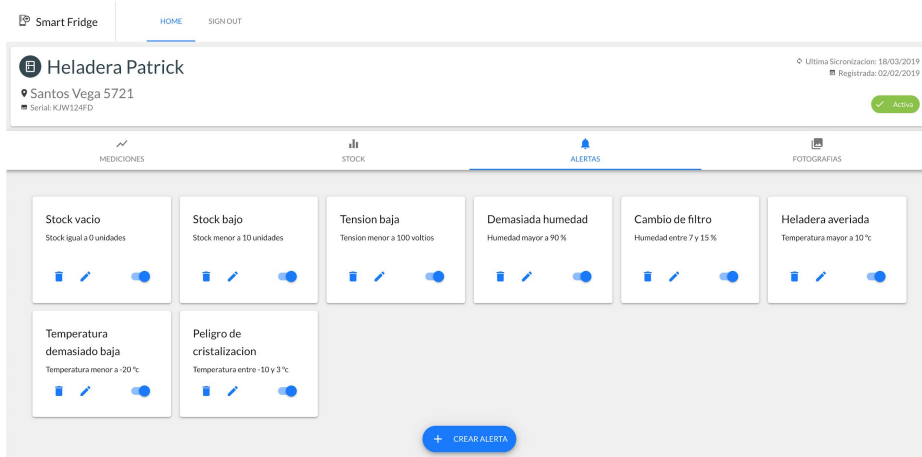 Smart Fridge
HOME
SIGN OUT
Heladera Patrick
Santos Vega 5721
Serial: KJW124FD
Ultima Sicronizacion: 18/03/2019
Registrada: 02/02/2019
Activa
MEDICIONES
STOCK
ALERTAS
FOTOGRAFIAS
Stock vacio
Stock igual a 0 unidades
Stock bajo
Stock menor a 10 unidades
Tension baja
Tension menor a 100 voltios
Demasiada humedad
Humedad mayor a 90 %
Cambio de filtro
Humedad entre 7 y 15 %
Heladera averiada
Temperatura mayor a 10 °c
Temperatura
demasiado baja
Temperatura menor a -20 °c
Peligro de
cristalizacion
Temperatura entre -10 y 3 °c
+ CREAR ALERTA